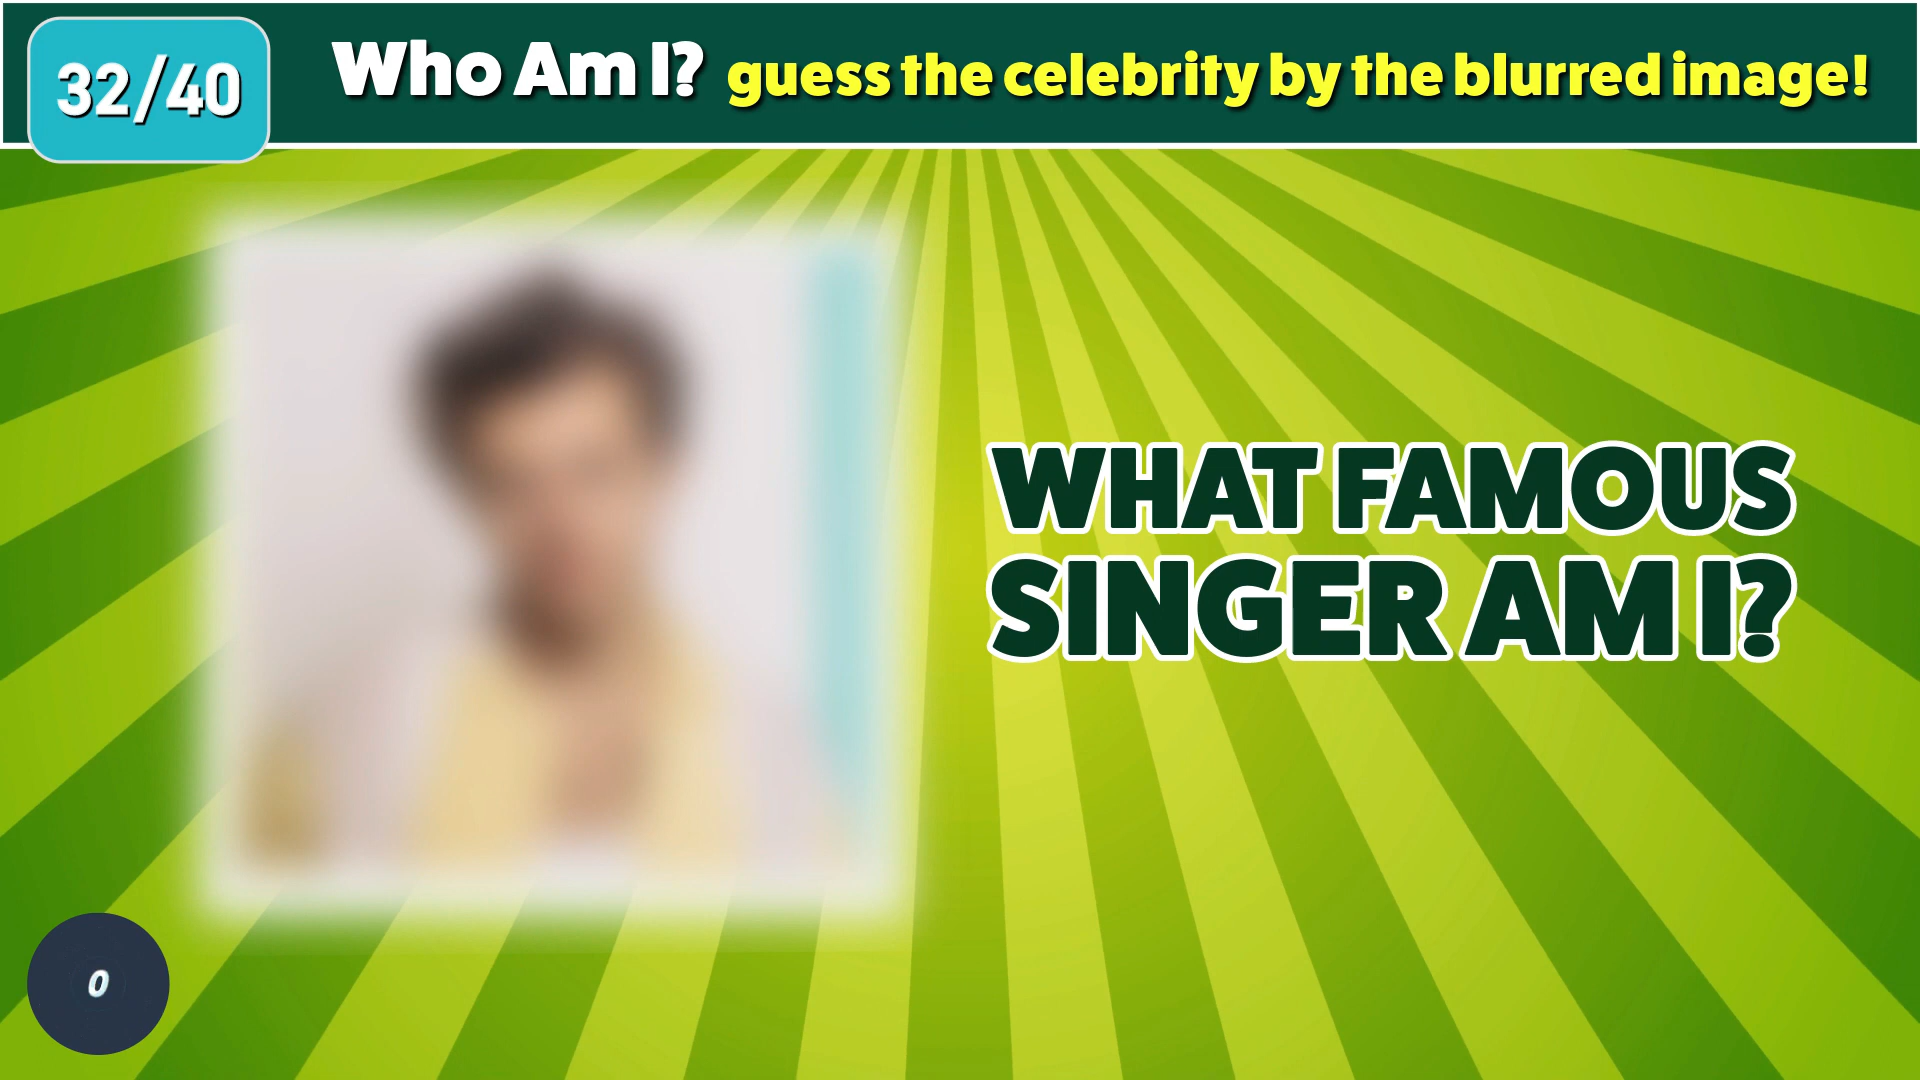 32/40
Who Am I? guess the celebrity by the blurred image!
WHAT FAMOUS
SINGER AM I?
0